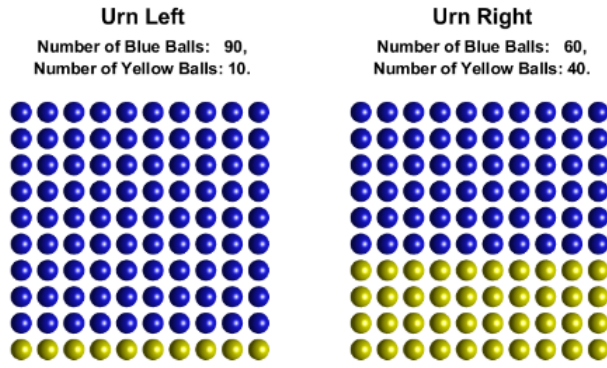 Urn Left
Number of Blue Balls: 90,
Number of Yellow Balls: 10.
Urn Right
Number of Blue Balls: 60,
Number of Yellow Balls: 40.